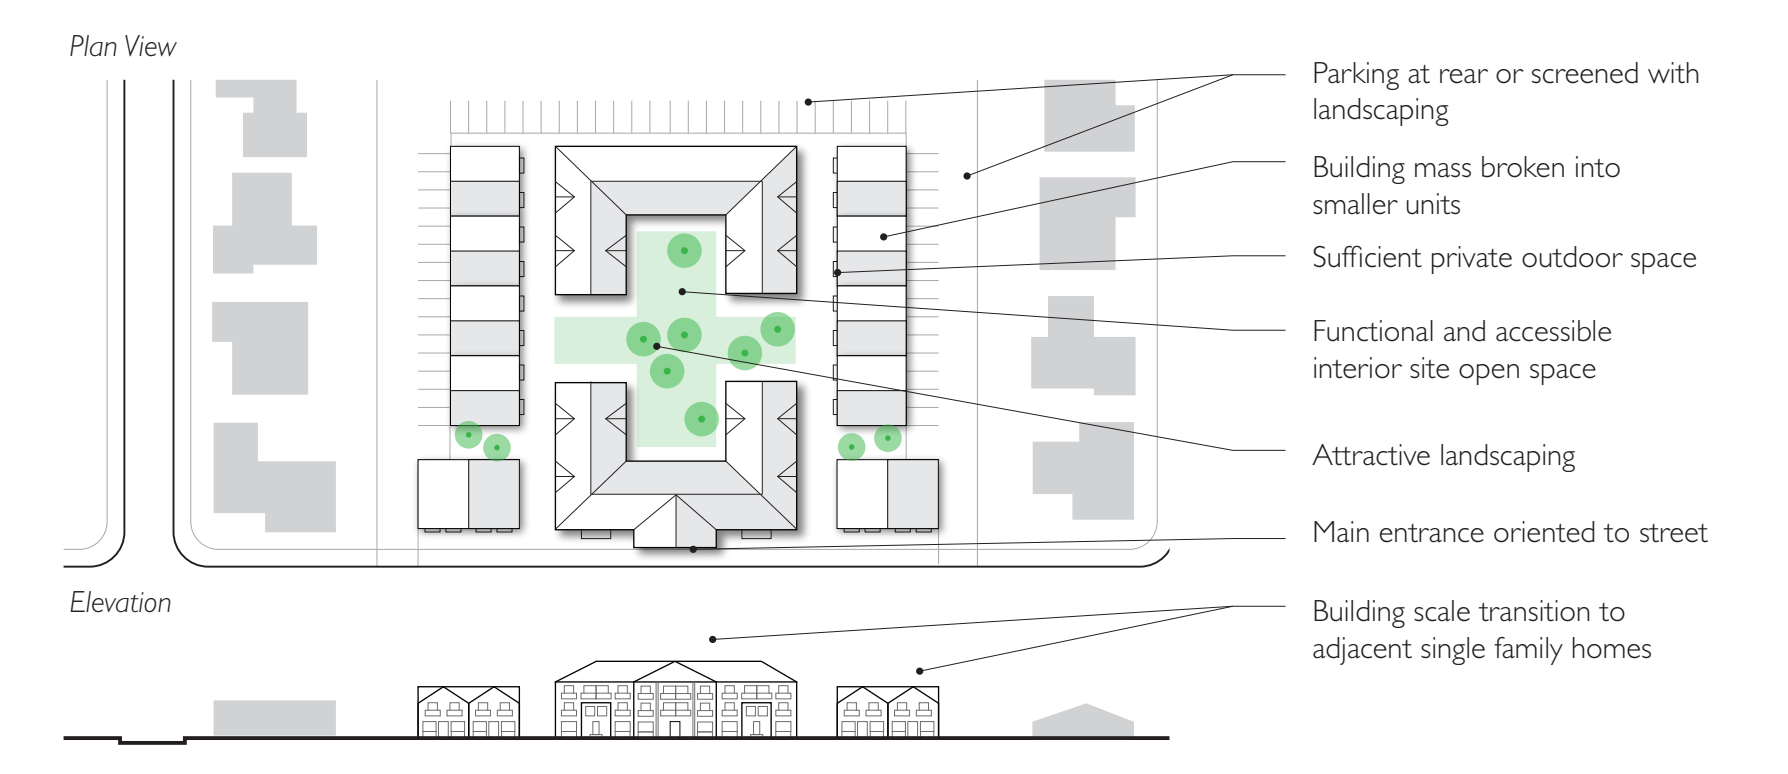 Plan View
Parking at rear or screened with
landscaping
Building mass broken into
smaller units
Sufficient private outdoor space
Functional and accessible
interior site open space
Attractive landscaping
Main entrance oriented to street
Elevation
Building scale transition to
adjacent single family homes